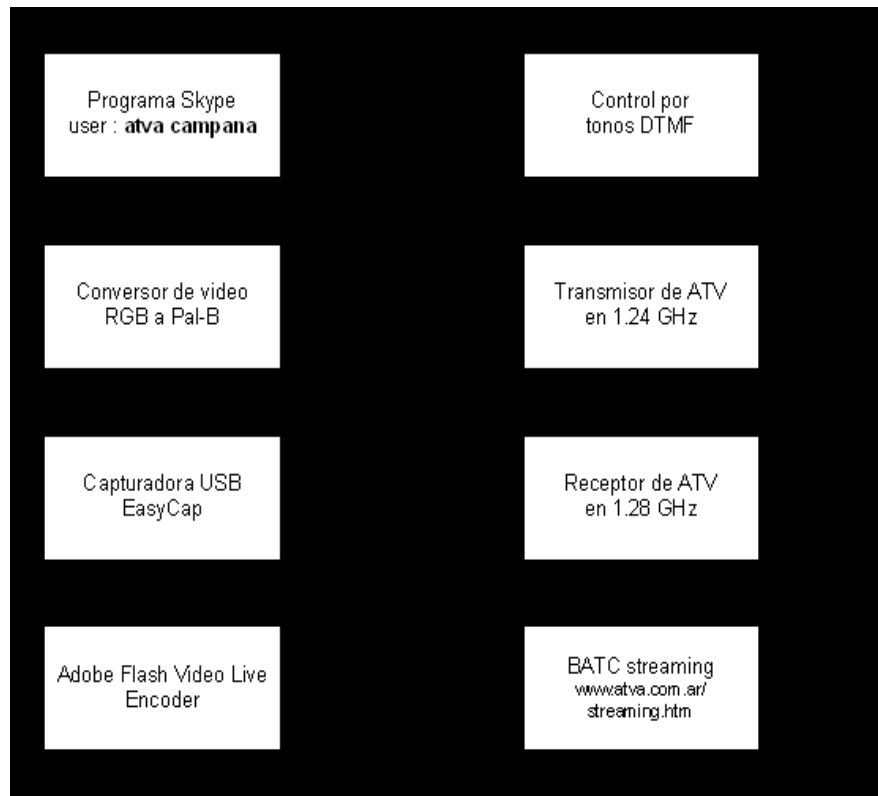 Programa Skype
user : atva campana
Control por
tonos DTMF
Conversor de video
RGB a Pal-B
Transmisor de ATV
en 1.24 GHz
Capturadora USB
EasyCap
Receptor de ATV
en 1.28 GHz
Adobe Flash Video Live
Encoder
BATC streaming
www.atva.com.ar/
streaming.htm